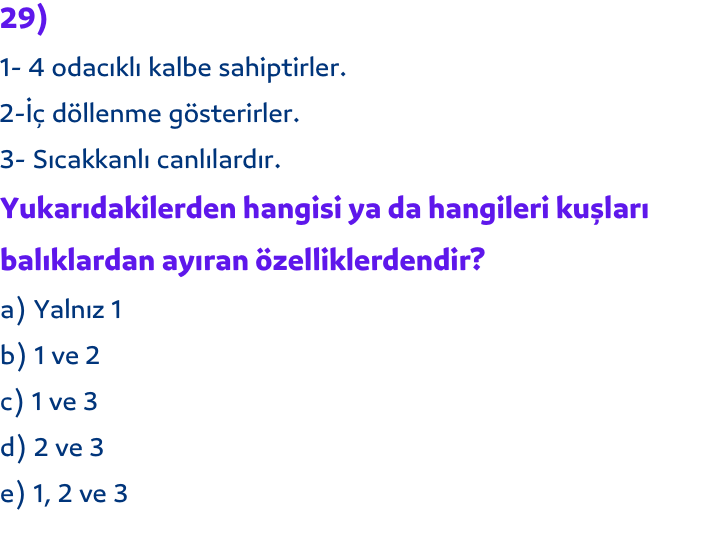 29)
1- 4 odacıklı kalbe sahiptirler.
2-İç döllenme gösterirler.
3- Sıcakkanlı canlılardır.
Yukarıdakilerden hangisi ya da hangileri kuşları
balıklardan ayıran özelliklerdendir?
a) Yalnız 1
b) 1 ve 2
c) 1 ve 3
d) 2 ve 3
e) 1, 2 ve 3